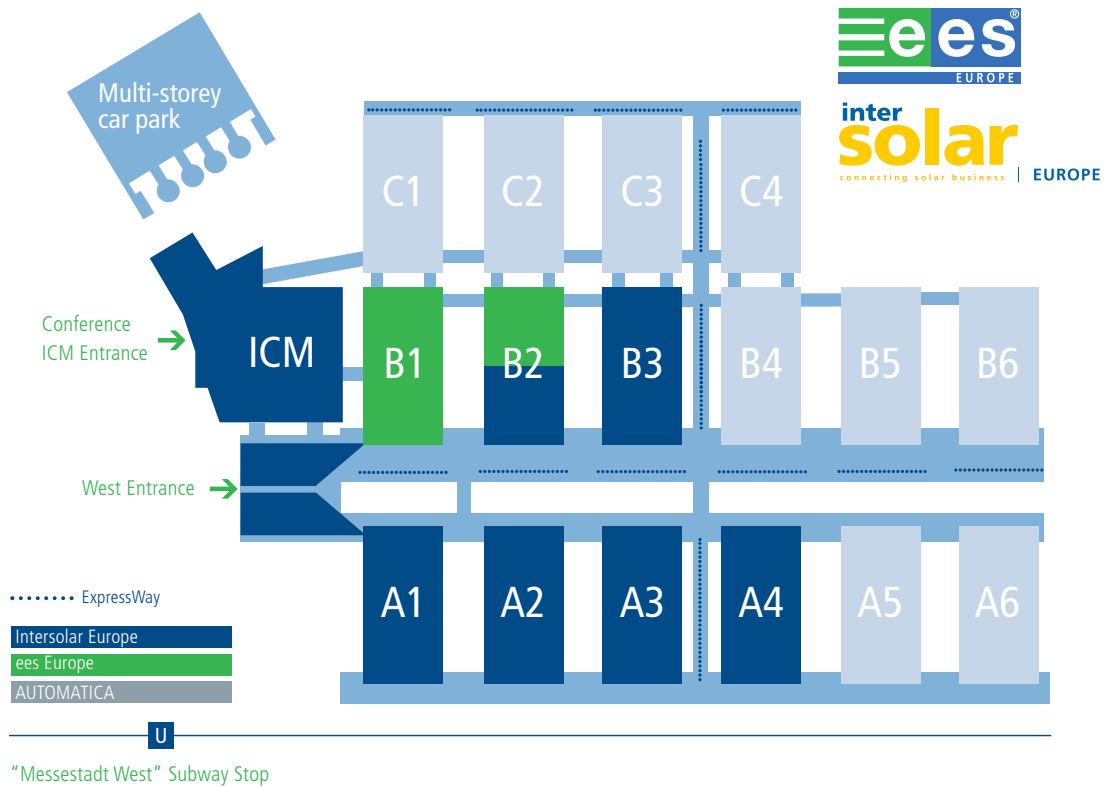 ees®
EUROPE
inter
solar
connecting solar business | EUROPE
Multi-storey
car park
C1 C2 C3 C4
Conference
ICM Entrance
ICM
B1 B2 B3 B4 B5 B6
West Entrance
A1 A2 A3 A4 A5 A6
ExpressWay
Intersolar Europe
ees Europe
AUTOMATICA
U
"Messestadt West“ Subway Stop